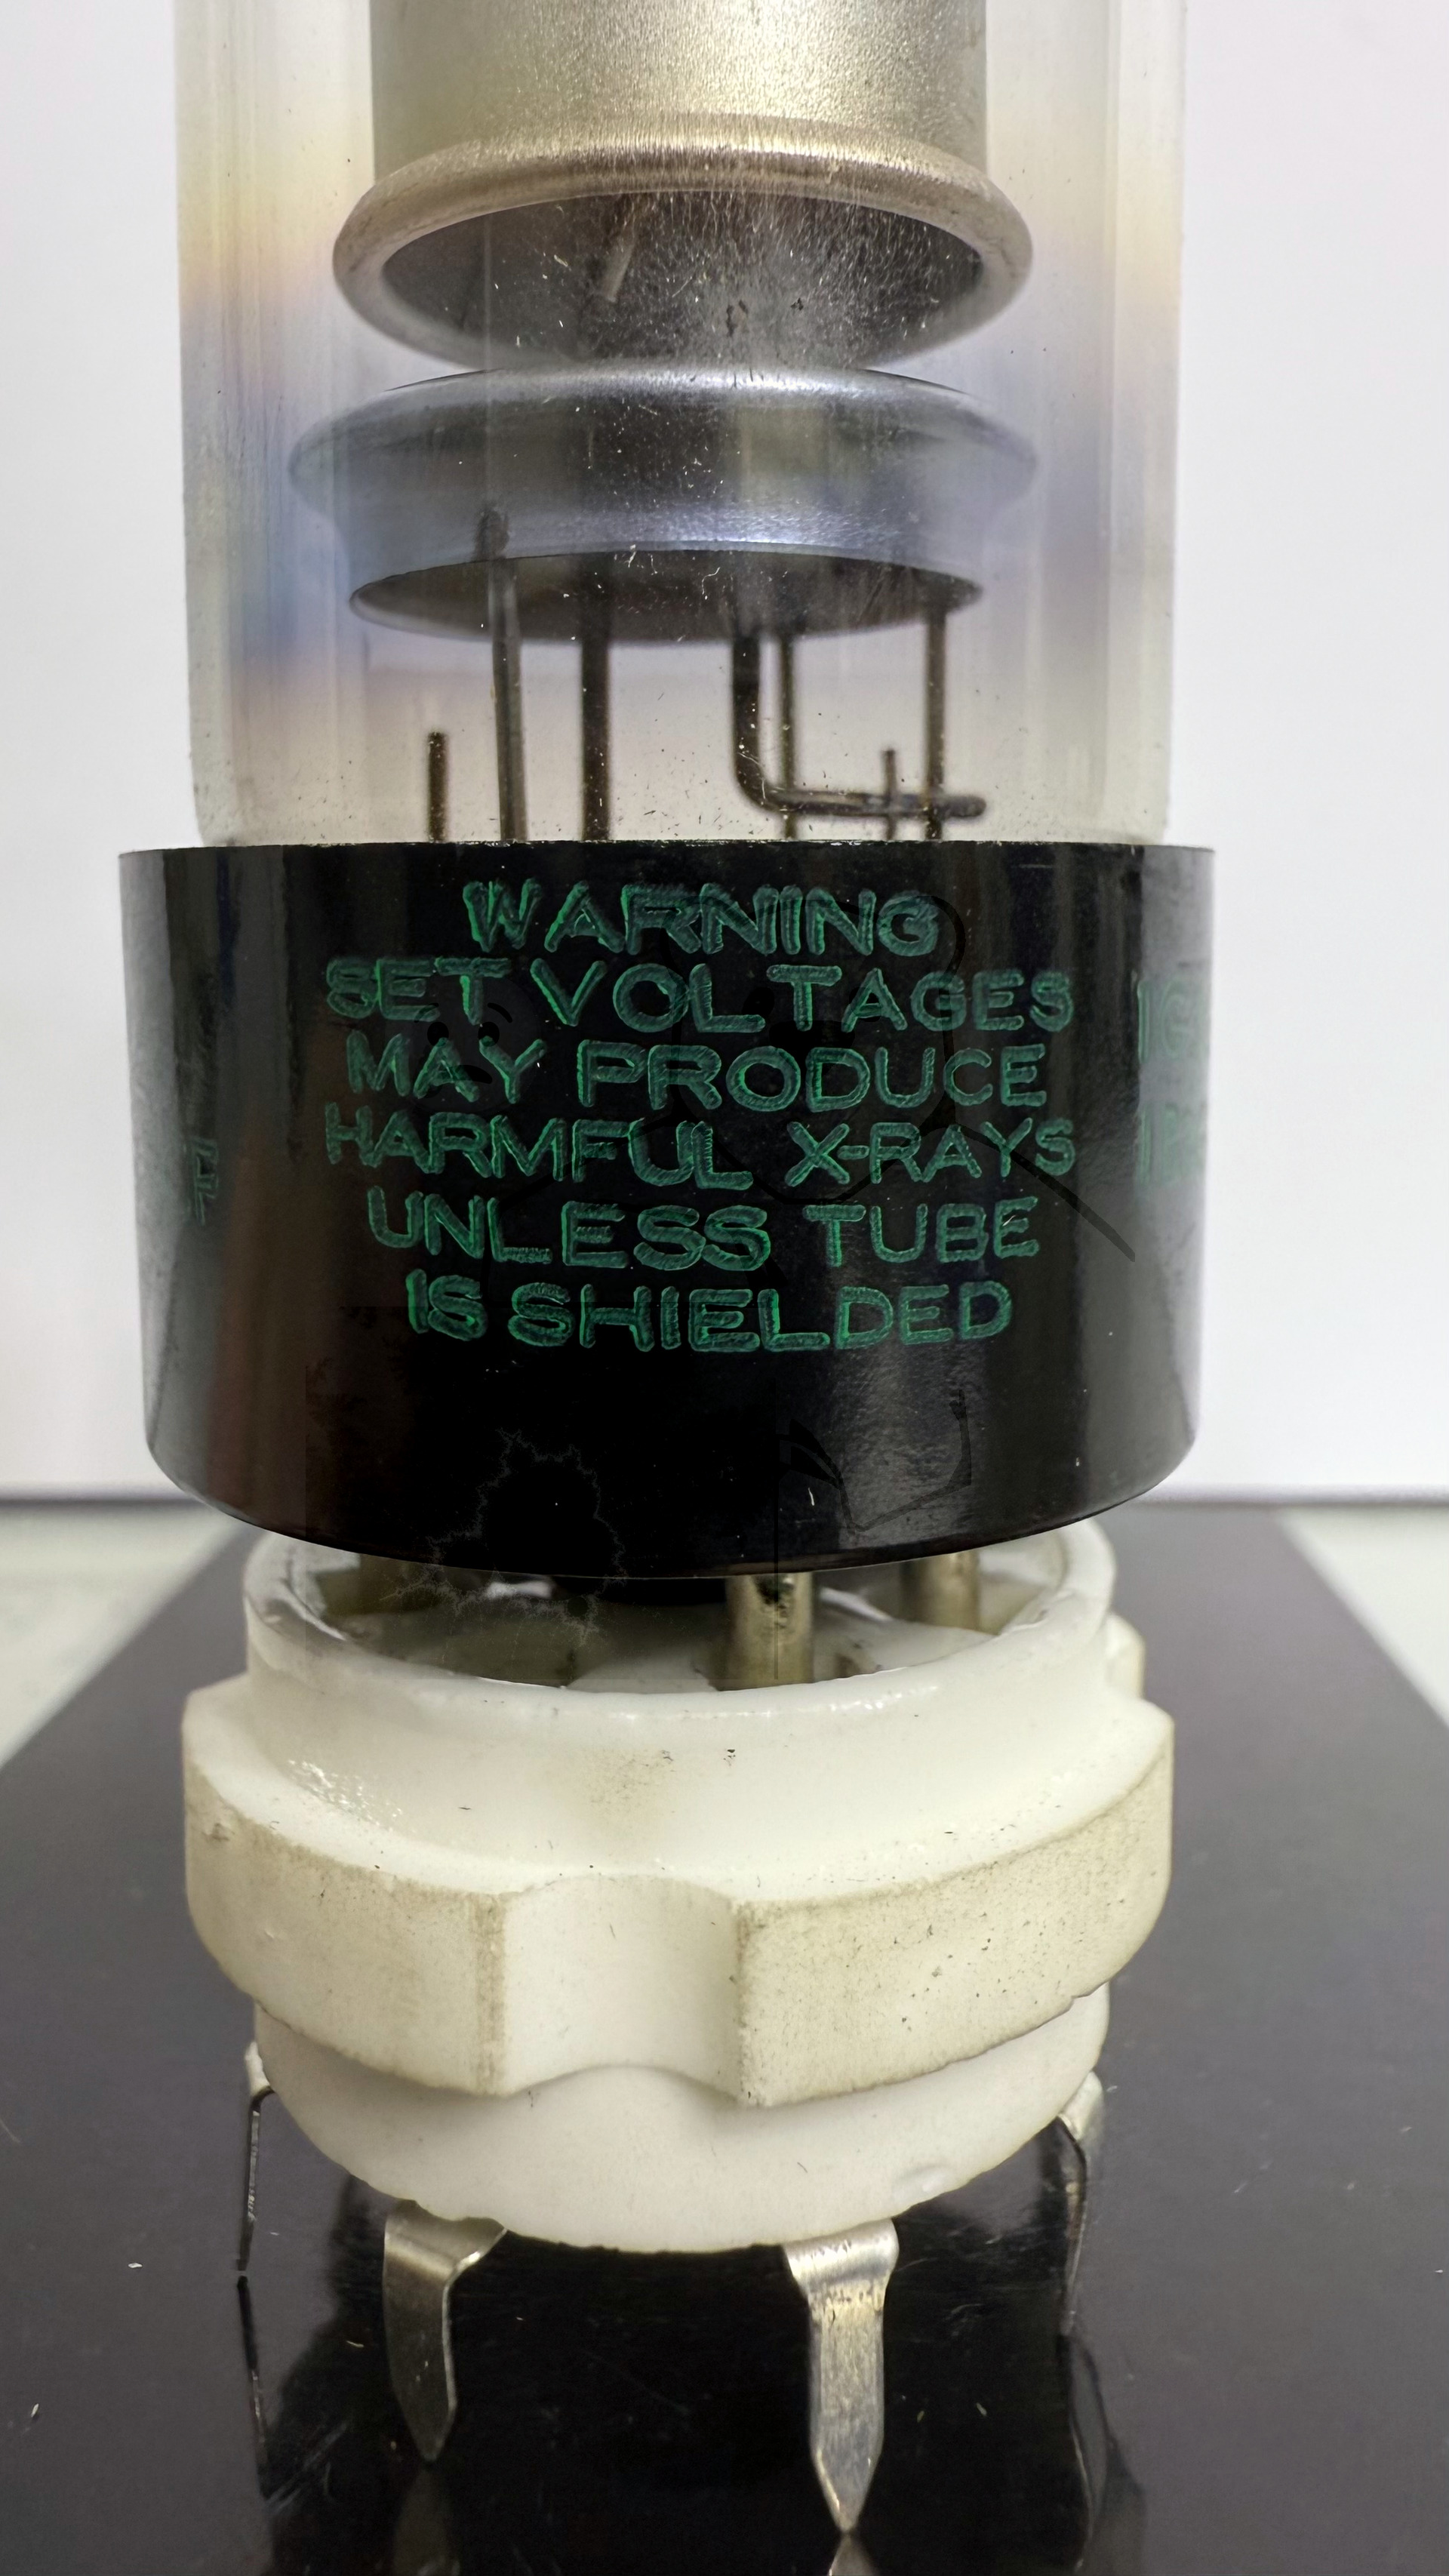 WARNING
SET VOLTAGES
MAY PRODUCE
HARMFUL X-RAYS
UNLESS TUBE
IS SHIELDED